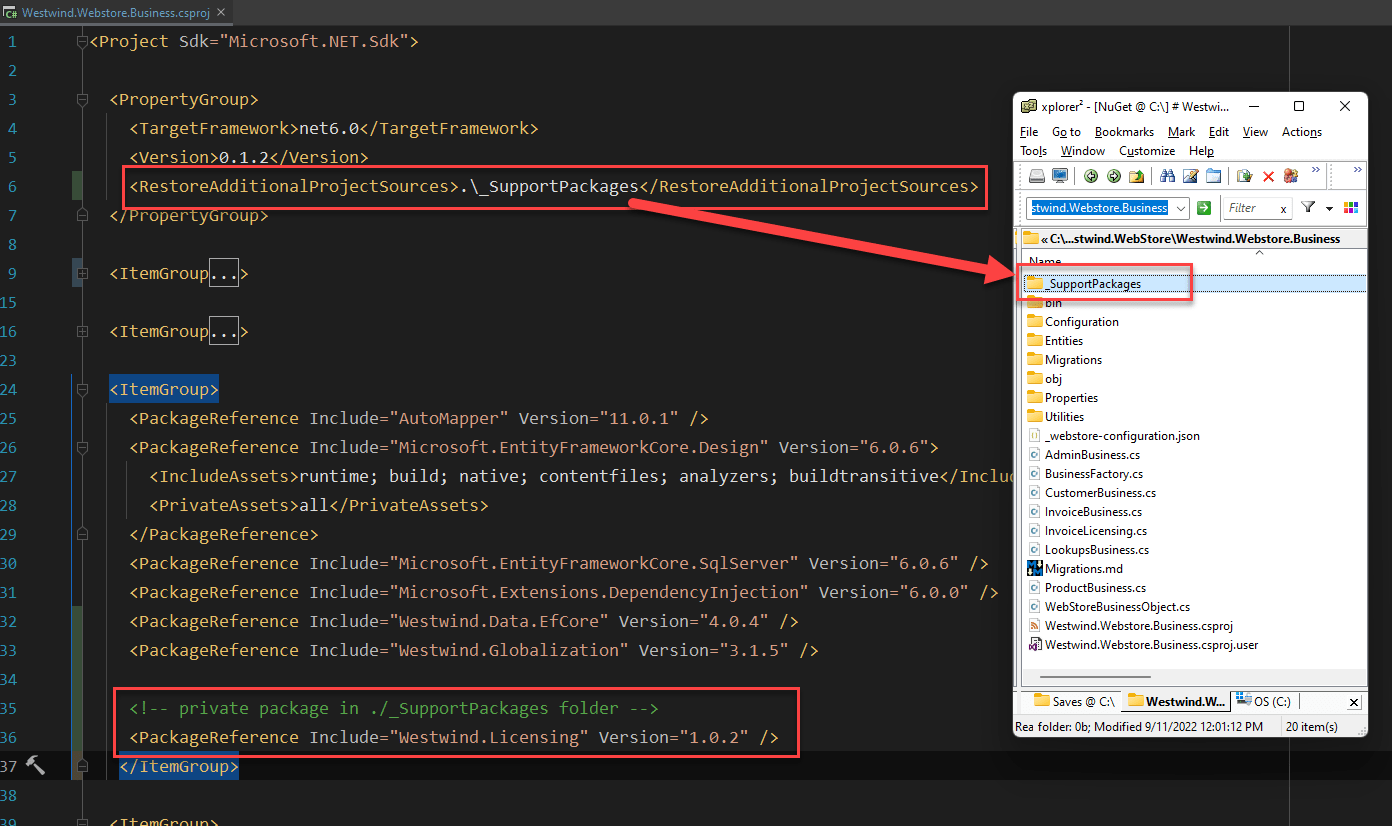 Westwind.Webstore.Business.csproj
1 <Project Sdk="Microsoft.NET.Sdk">
2
3 <PropertyGroup>
4 <TargetFramework>net6.0</TargetFramework>
5 <Version>0.1.2</Version>
6 <RestoreAdditionalProjectSources>.\_SupportPackages</RestoreAdditionalProjectSources>
7 </PropertyGroup>
8
9 <ItemGroup...>
15
16 <ItemGroup...>
23
24 <ItemGroup>
25 <PackageReference Include="AutoMapper" Version="11.0.1" />
26 <PackageReference Include="Microsoft.EntityFrameworkCore.Design" Version="6.0.6">
27 <IncludeAssets>runtime; build; native; contentfiles; analyzers; buildtransitive</Inclu
28 <PrivateAssets>all</PrivateAssets>
29 </PackageReference>
30 <PackageReference Include="Microsoft.EntityFrameworkCore.SqlServer" Version="6.0.6" />
31 <PackageReference Include="Microsoft.Extensions.DependencyInjection" Version="6.0.0" />
32 <PackageReference Include="Westwind.Data.EfCore" Version="4.0.4" />
33 <PackageReference Include="Westwind.Globalization" Version="3.1.5" />
34
35 <!-- private package in ./_SupportPackages folder -->
36 <PackageReference Include="Westwind.Licensing" Version="1.0.2" />
37 </ItemGroup>
38
39 <ItemGroup>
xplorer² - [NuGet @ C:\] # Westwi...
File Go to Bookmarks Mark Edit View Actions
Tools Window Customize Help
stwind.Webstore.Business Filter x
« C:\...stwind.WebStore\Westwind.Webstore.Business
Name
_SupportPackages
bin
Configuration
Entities
Migrations
obj
Properties
Utilities
_webstore-configuration.json
AdminBusiness.cs
BusinessFactory.cs
CustomerBusiness.cs
InvoiceBusiness.cs
InvoiceLicensing.cs
LookupsBusiness.cs
Migrations.md
ProductBusiness.cs
WebStoreBusinessObject.cs
Westwind.Webstore.Business.csproj
Westwind.Webstore.Business.csproj.user
Saves @ C:\ Westwind.W... OS (C:)
Rea folder: 0b; Modified 9/11/2022 12:01:12 PM 20 item(s)